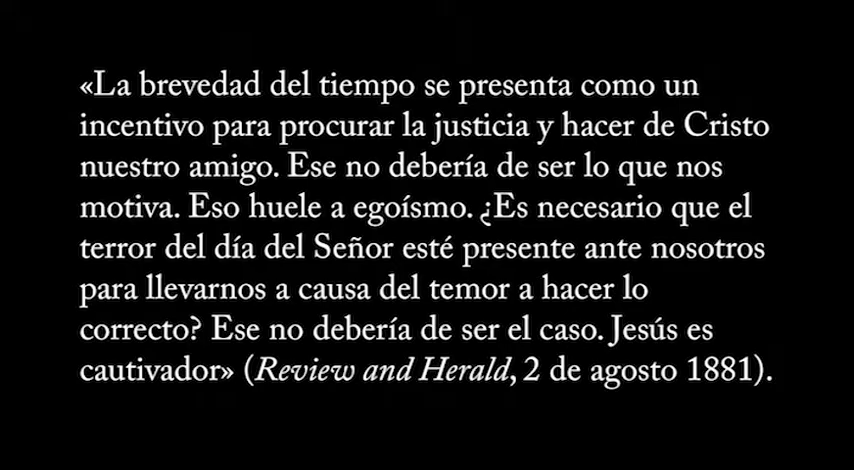 «La brevedad del tiempo se presenta como un
incentivo para procurar la justicia y hacer de Cristo
nuestro amigo. Ese no debería de ser lo que nos
motiva. Eso huele a egoísmo. ¿Es necesario que el
terror del día del Señor esté presente ante nosotros
para llevarnos a causa del temor a hacer lo
correcto? Ese no debería de ser el caso. Jesús es
cautivador» (Review and Herald, 2 de agosto 1881).